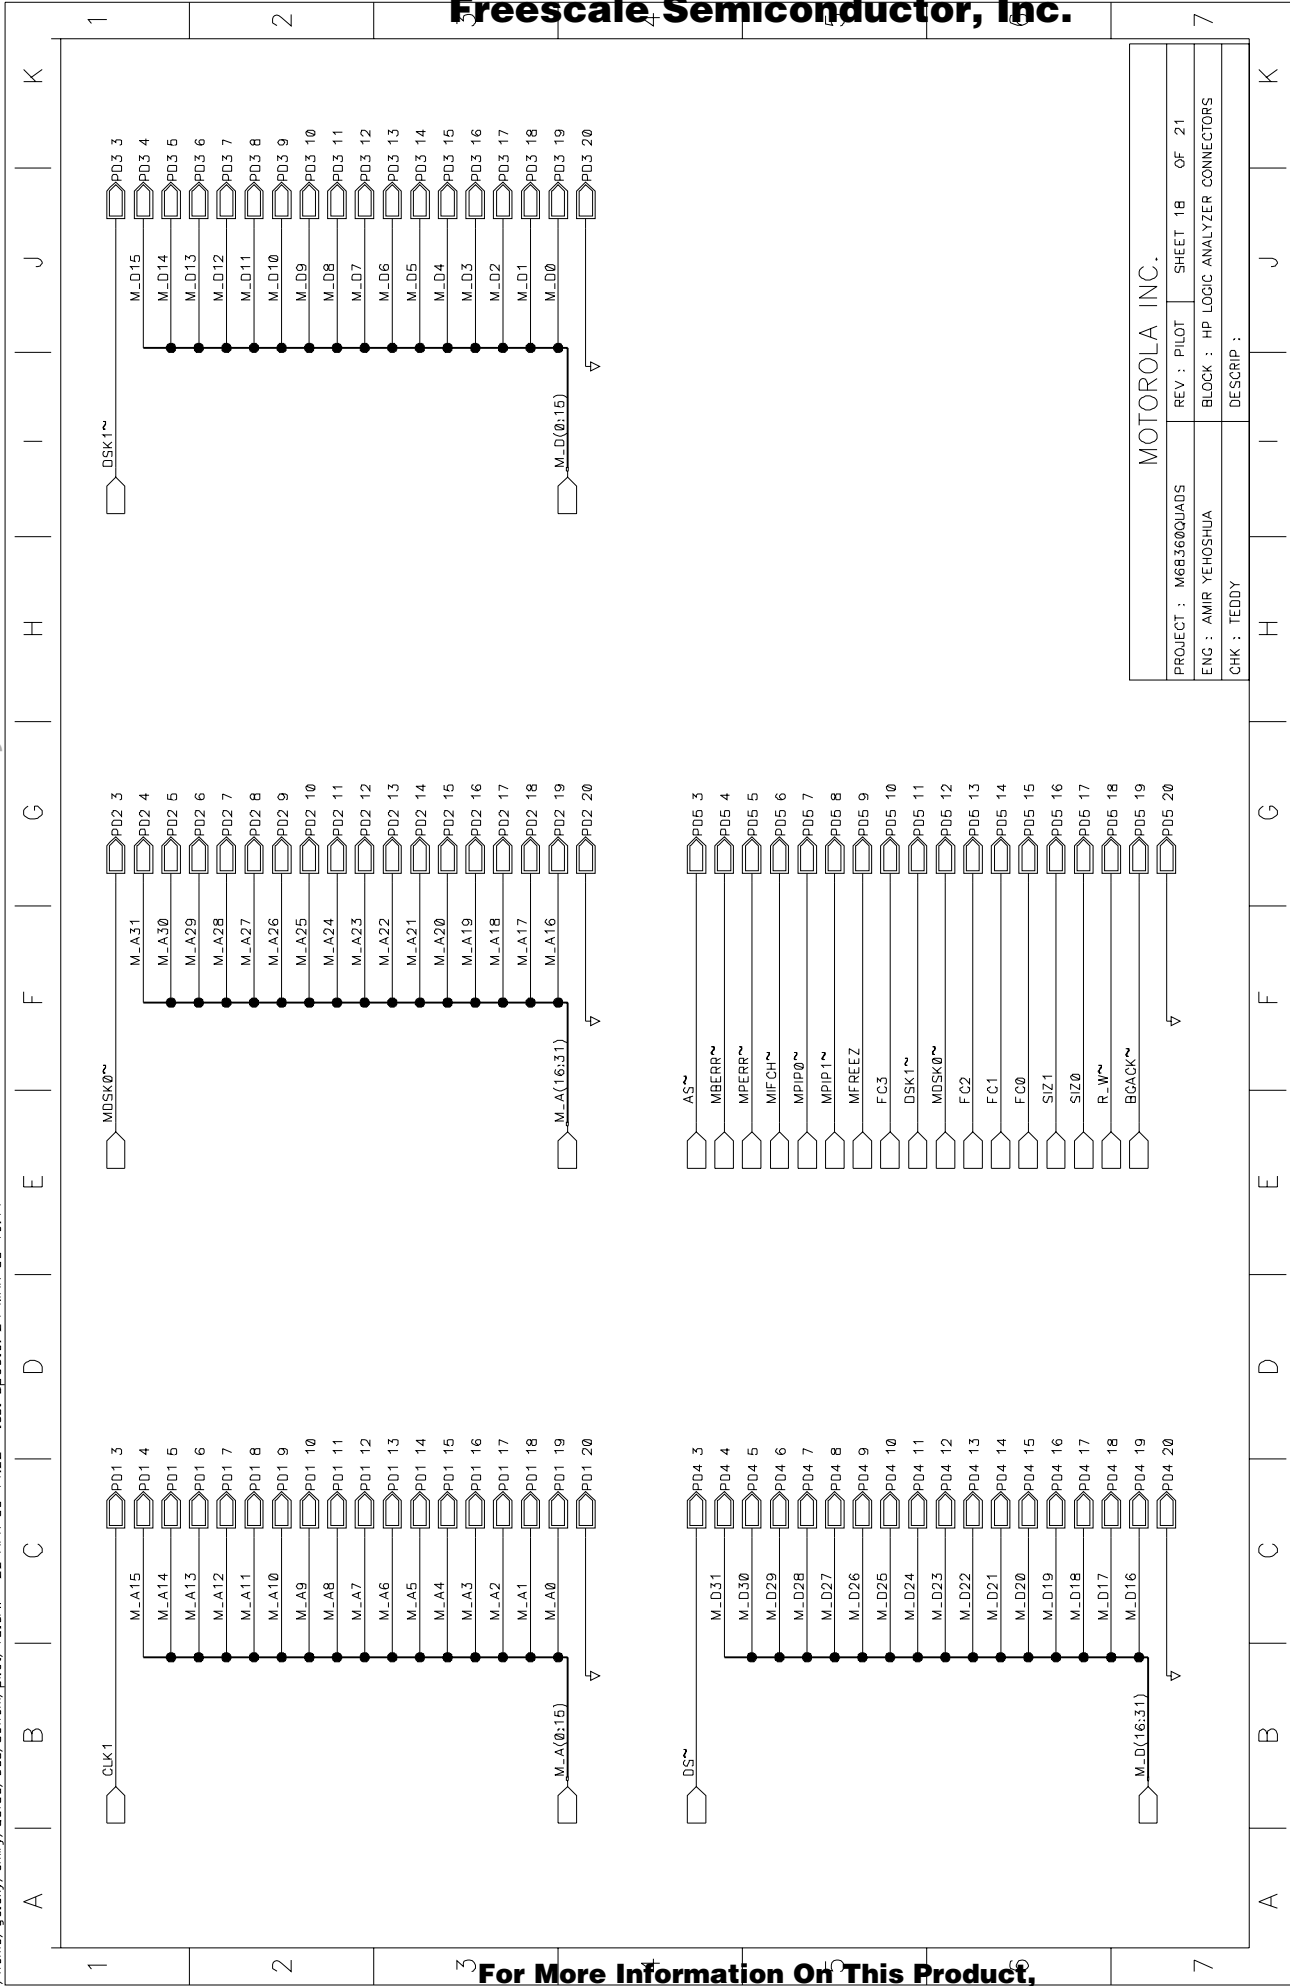 Freescale Semiconductor, Inc.
A B C D E F G H I J K
1 2 3 4 5 6 7
CLK1
PD1 3
M_A15 PD1 4
M_A14 PD1 5
M_A13 PD1 6
M_A12 PD1 7
M_A11 PD1 8
M_A10 PD1 9
M_A9 PD1 10
M_A8 PD1 11
M_A7 PD1 12
M_A6 PD1 13
M_A5 PD1 14
M_A4 PD1 15
M_A3 PD1 16
M_A2 PD1 17
M_A1 PD1 18
M_A0 PD1 19
M_A(0:15)
PD1 20
MDSK0~
PD2 3
M_A31 PD2 4
M_A30 PD2 5
M_A29 PD2 6
M_A28 PD2 7
M_A27 PD2 8
M_A26 PD2 9
M_A25 PD2 10
M_A24 PD2 11
M_A23 PD2 12
M_A22 PD2 13
M_A21 PD2 14
M_A20 PD2 15
M_A19 PD2 16
M_A18 PD2 17
M_A17 PD2 18
M_A16 PD2 19
M_A(16:31)
PD2 20
DSK1~
PD3 3
M_D15 PD3 4
M_D14 PD3 5
M_D13 PD3 6
M_D12 PD3 7
M_D11 PD3 8
M_D10 PD3 9
M_D9 PD3 10
M_D8 PD3 11
M_D7 PD3 12
M_D6 PD3 13
M_D5 PD3 14
M_D4 PD3 15
M_D3 PD3 16
M_D2 PD3 17
M_D1 PD3 18
M_D0 PD3 19
M_D(0:15)
PD3 20
DS~
PD4 3
M_D31 PD4 4
M_D30 PD4 5
M_D29 PD4 6
M_D28 PD4 7
M_D27 PD4 8
M_D26 PD4 9
M_D25 PD4 10
M_D24 PD4 11
M_D23 PD4 12
M_D22 PD4 13
M_D21 PD4 14
M_D20 PD4 15
M_D19 PD4 16
M_D18 PD4 17
M_D17 PD4 18
M_D16 PD4 19
M_D(16:31)
PD4 20
AS~ PD5 3
MBERR~ PD5 4
MPERR~ PD5 5
MIFCH~ PD5 6
MPIP0~ PD5 7
MPIP1~ PD5 8
MFREEZ PD5 9
FC3 PD5 10
DSK1~ PD5 11
MDSK0~ PD5 12
FC2 PD5 13
FC1 PD5 14
FC0 PD5 15
SIZ1 PD5 16
SIZ0 PD5 17
R_W~ PD5 18
BGACK~ PD5 19
PD5 20
MOTOROLA INC.
PROJECT : M68360QUADS REV : PILOT SHEET 18 OF 21
ENG : AMIR YEHOSHUA BLOCK : HP LOGIC ANALYZER CONNECTORS
CHK : TEDDY DESCRIP :
1 2 3 4 5 6 7
A B C D E F G H I J K
For More Information On This Product,